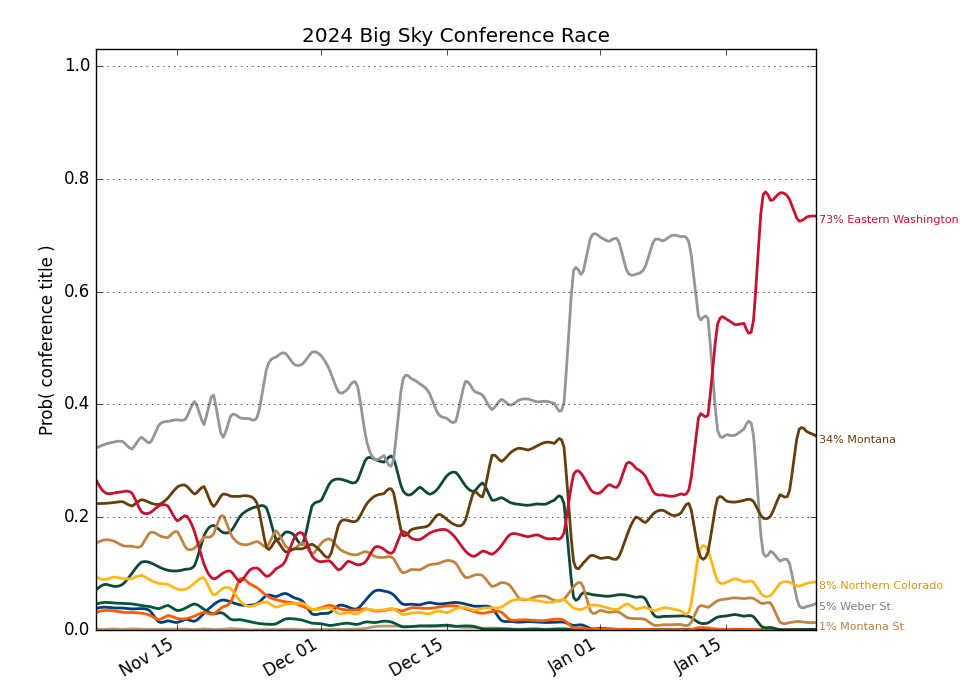 2024 Big Sky Conference Race
1.0
0.8
0.6
0.4
0.2
0.0
Prob( conference title )
73% Eastern Washington
34% Montana
8% Northern Colorado
5% Weber St.
1% Montana St.
Nov 15
Dec 01
Dec 15
Jan 01
Jan 15